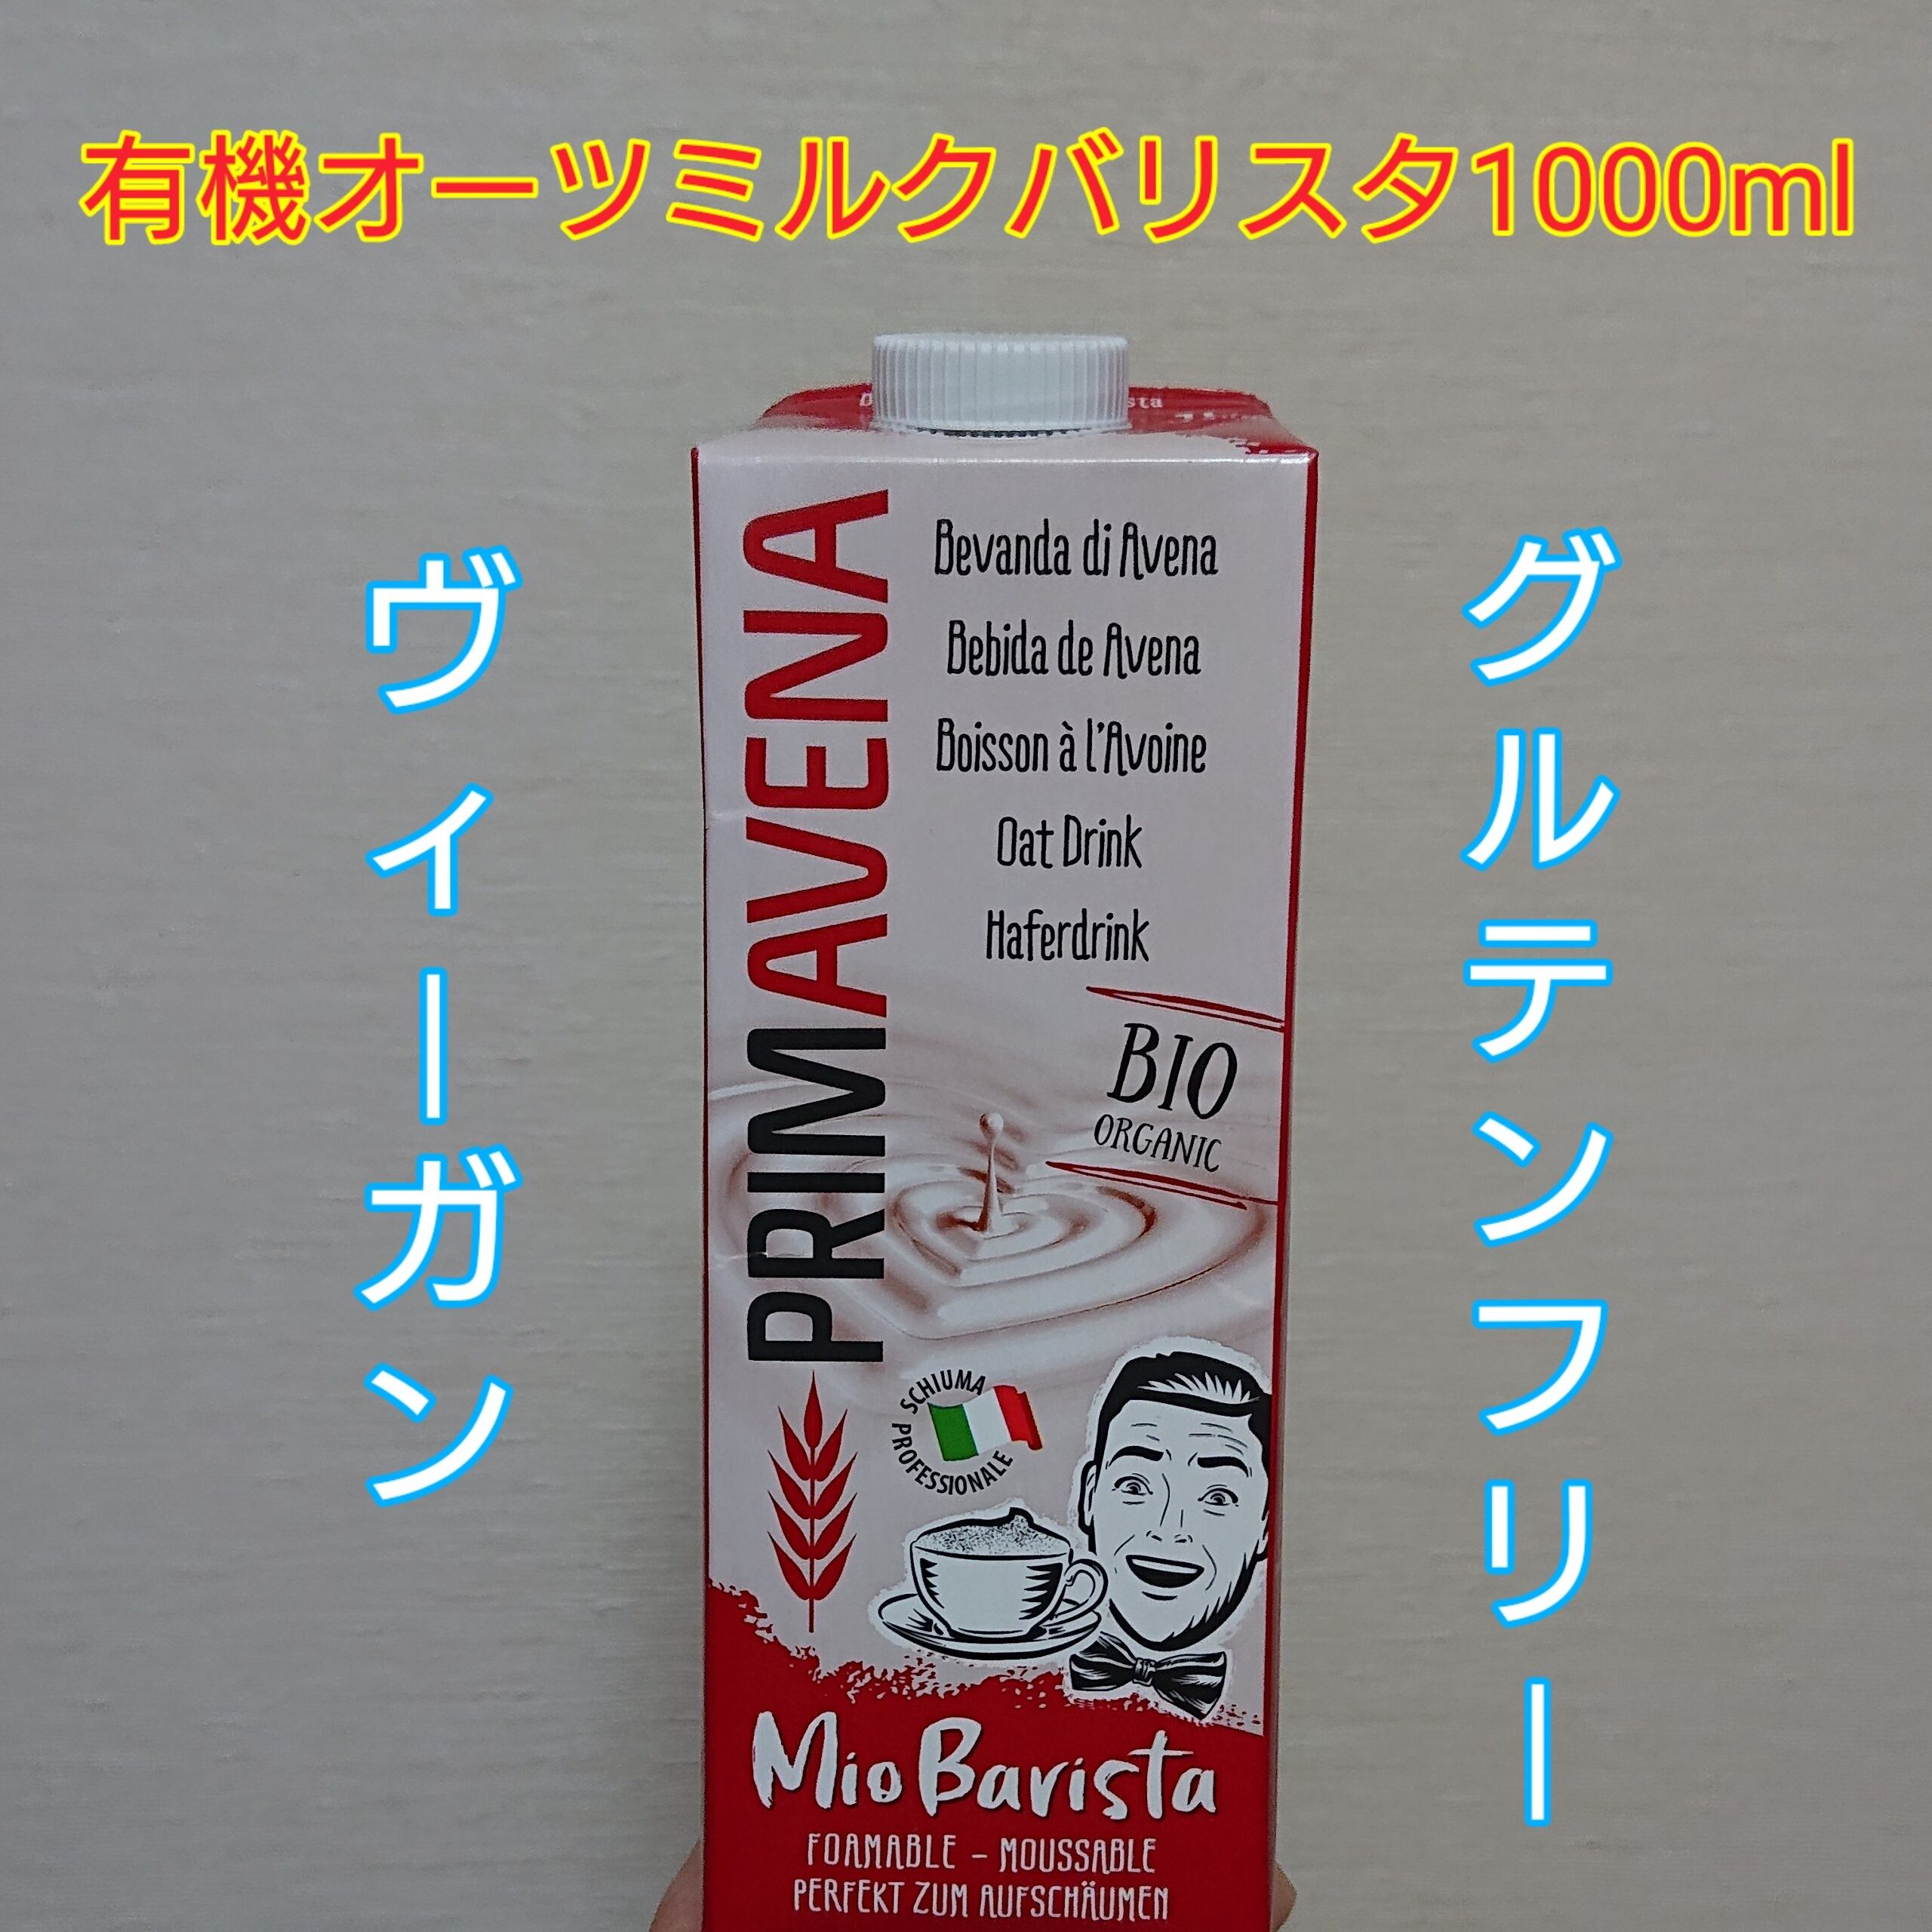 有機オーツミルクバリスタ1000ml
ヴィーガン
グルテンフリー
PRIMAVENA
Bevanda di Avena
Bebida de Avena
Boisson à l'Avoine
Oat Drink
Haferdrink
BIO
ORGANIC
SCHIUMA
PROFESSIONALE
Mio Barista
FOAMABLE – MOUSSABLE
PERFEKT ZUM AUFSCHÄUMEN